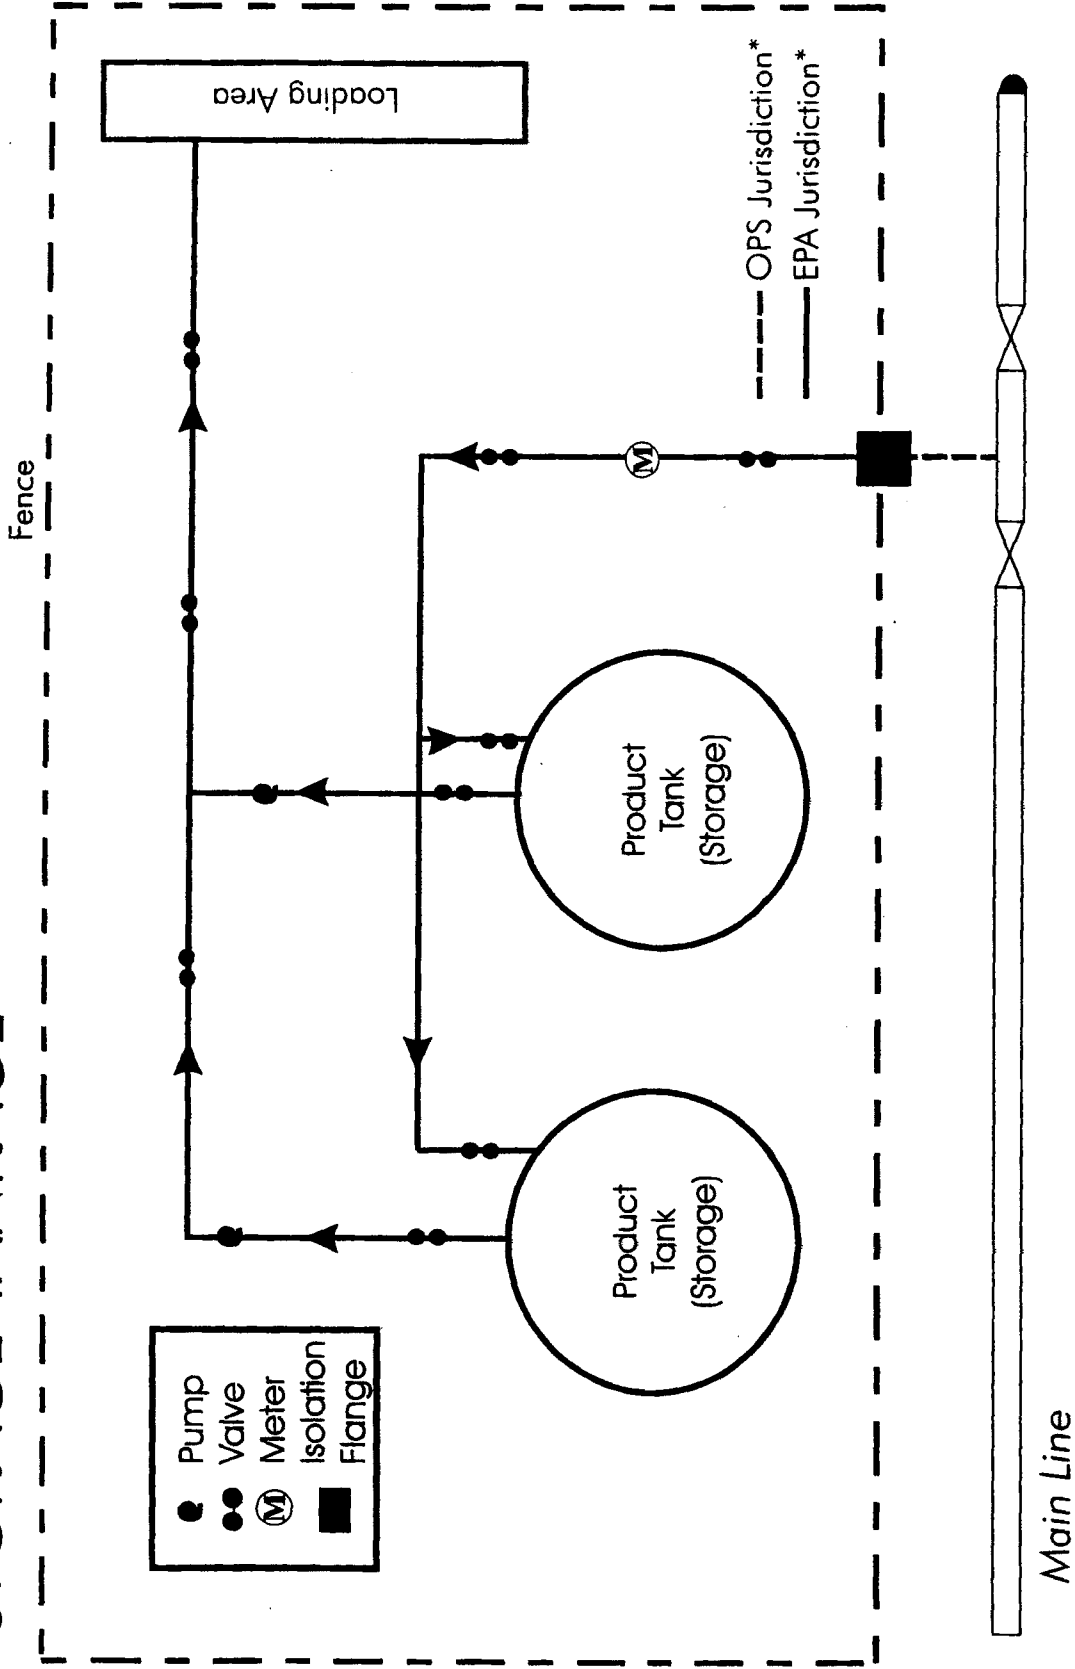 Fence
Loading Area
OPS Jurisdiction*
EPA Jurisdiction*
M
Product
Tank
(Storage)
Product
Tank
(Storage)
Pump
Valve
M Meter
Isolation
Flange
Main Line